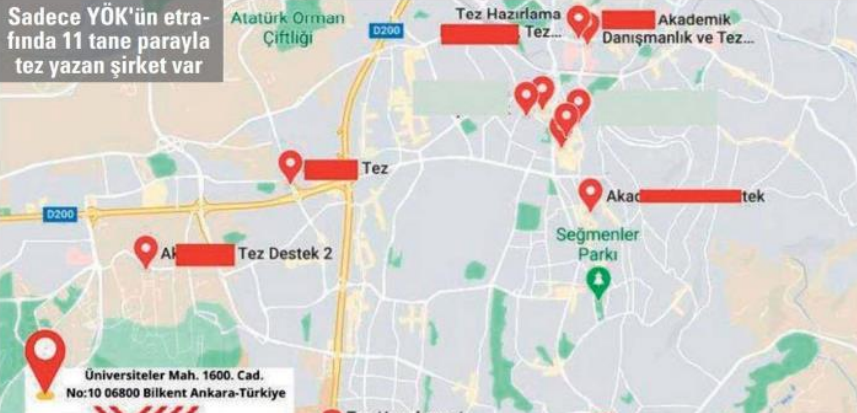 Sadece YÖK'ün etra-
fında 11 tane parayla
tez yazan şirket var
Atatürk Orman
Çiftliği
D200
Tez Hazırlama
, Tez...
Akademik
Danışmanlık ve Tez...
Tez
Akad
tek
D200
Seğmenler
Parkı
Tez Destek 2
Üniversiteler Mah. 1600. Cad.
No:10 06800 Bilkent Ankara-Türkiye